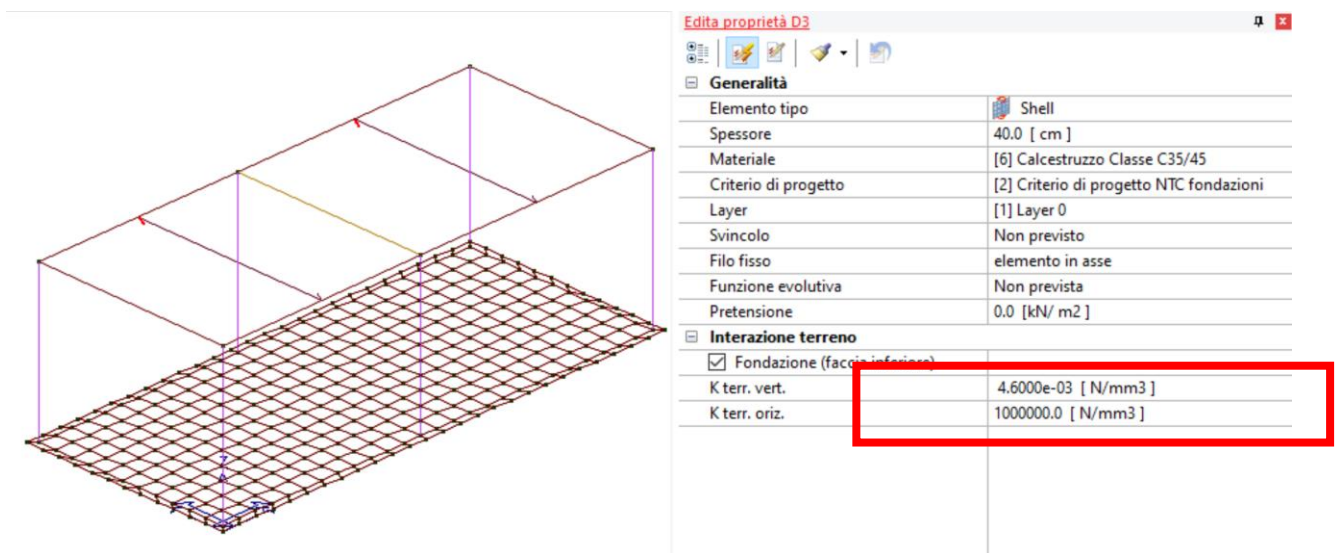 Edita proprietà D3
Generalità
Elemento tipo Shell
Spessore 40.0 [ cm ]
Materiale [6] Calcestruzzo Classe C35/45
Criterio di progetto [2] Criterio di progetto NTC fondazioni
Layer [1] Layer 0
Svincolo Non previsto
Filo fisso elemento in asse
Funzione evolutiva Non prevista
Pretensione 0.0 [kN/ m2 ]
Interazione terreno
Fondazione (faccia inferiore)
K terr. vert. 4.6000e-03 [ N/mm3 ]
K terr. oriz. 1000000.0 [ N/mm3 ]
Z